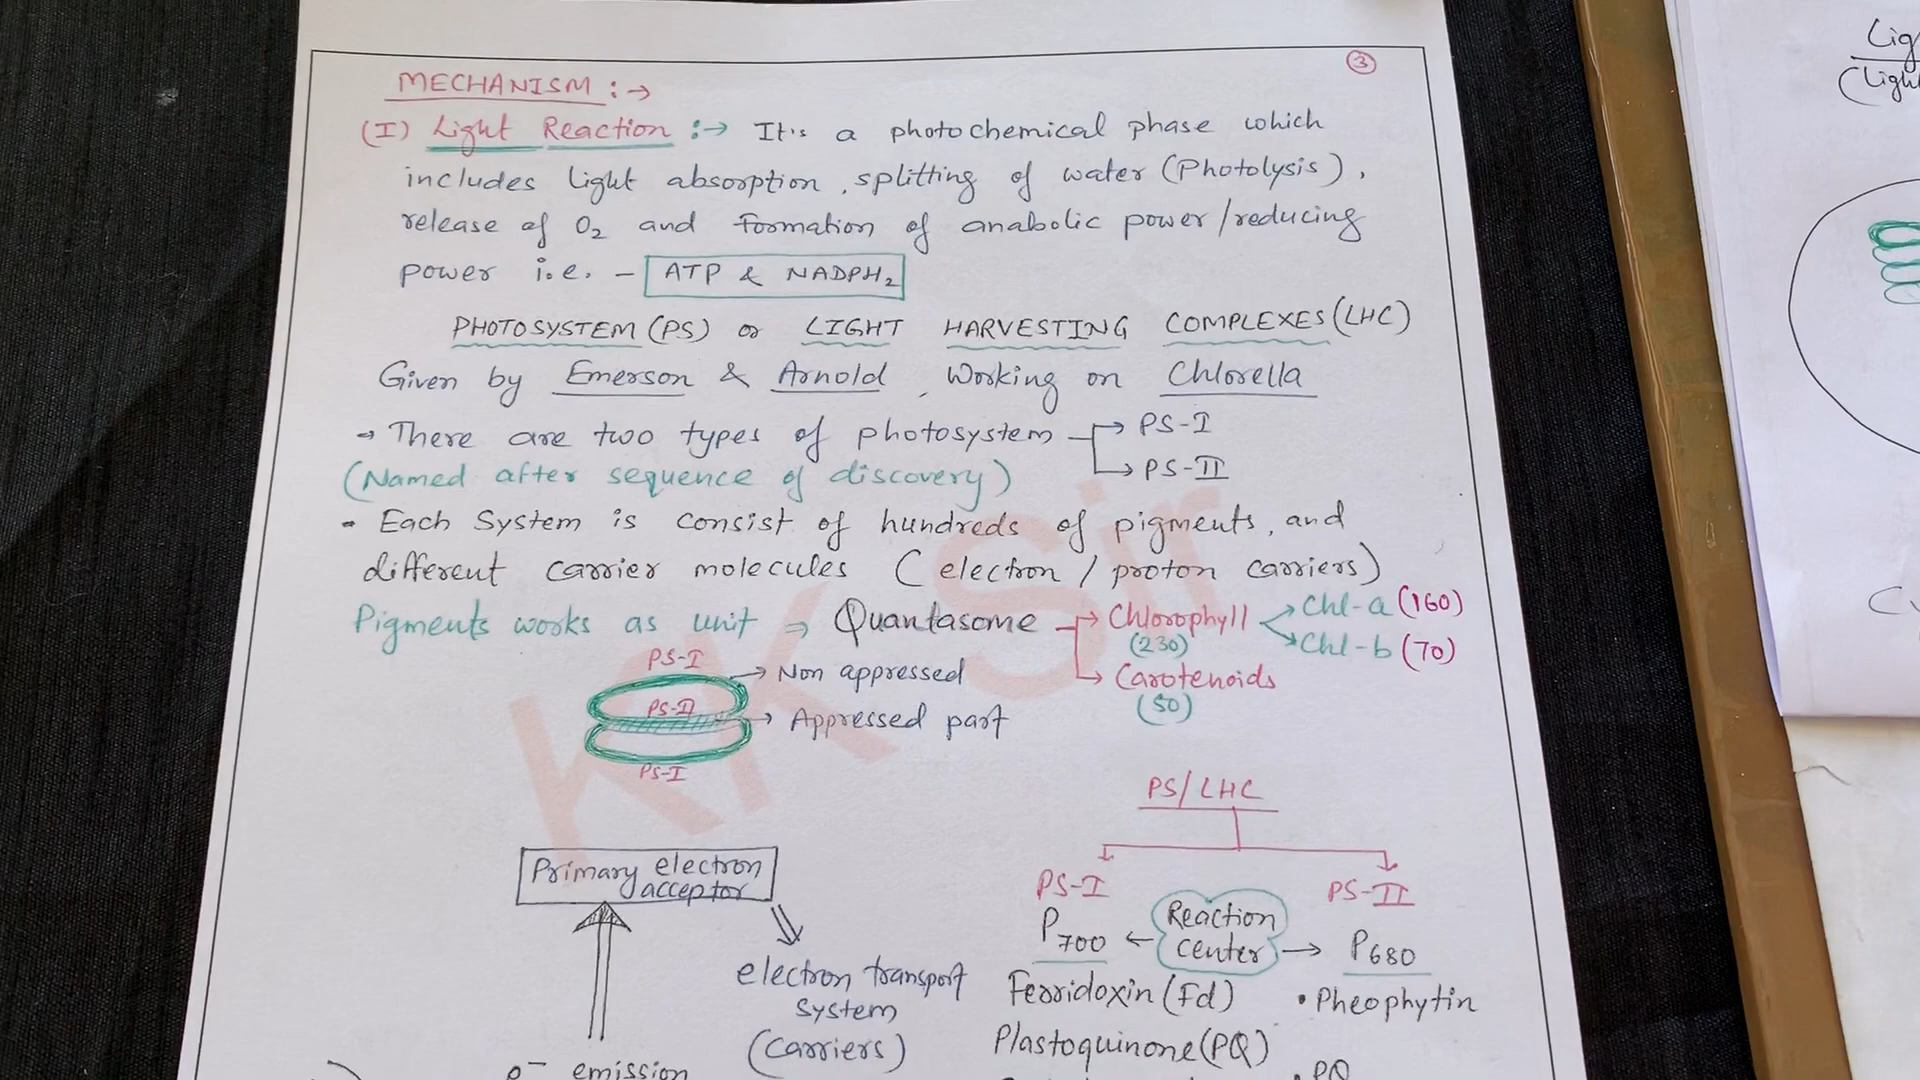 3
MECHANISM :→
(I) Light Reaction :→ It's a photochemical phase which
includes light absorption, splitting of water (Photolysis),
release of O₂ and formation of anabolic power/reducing
power i.e. – ATP & NADPH₂
PHOTOSYSTEM (PS) or LIGHT HARVESTING COMPLEXES (LHC)
Given by Emerson & Arnold, Working on Chlorella
→ There are two types of photosystem → PS-I
→ PS-II
(Named after sequence of discovery)
- Each System is consist of hundreds of pigments, and
different carrier molecules (electron / proton carriers)
Pigments works as unit ⇒ Quantasome → Chlorophyll (230) → Chl-a (160)
→ Chl-b (70)
→ Carotenoids (50)
PS-I
→ Non appressed
PS-II
→ Appressed part
PS-I
KK Sir
PS/LHC
PS-I
PS-II
P700 ← Reaction center → P680
Primary electron
acceptor
electron transport
system
(carriers)
e⁻ emission
Ferridoxin (Fd)
• Pheophytin
Plastoquinone (PQ)
• PQ